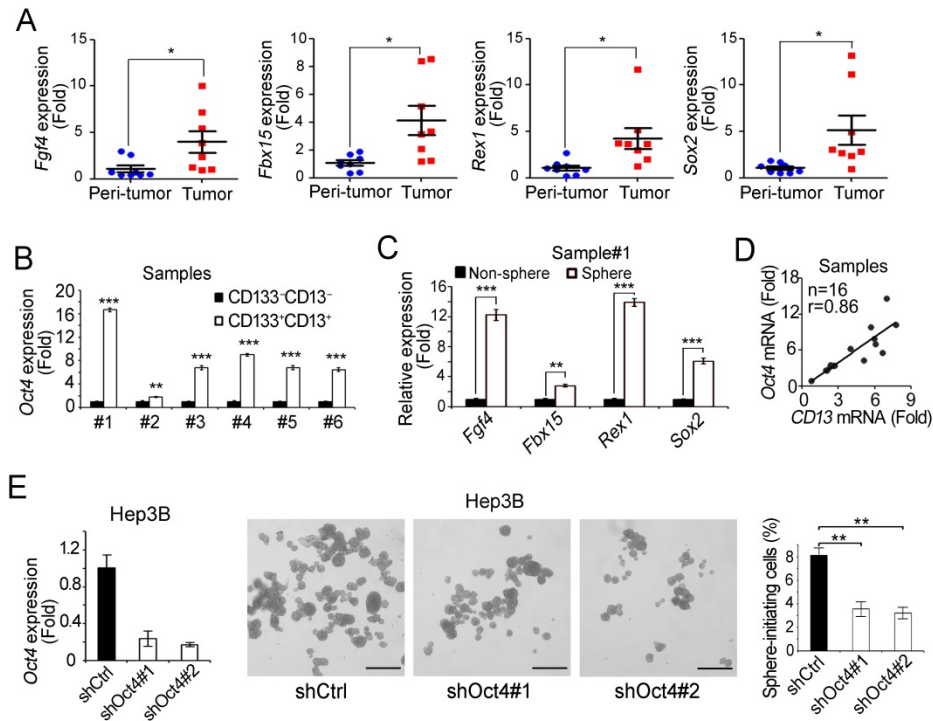 A
Fgf4 expression
(Fold)
15
10
5
0
*
Peri-tumor
Tumor
Fbx15 expression
(Fold)
10
8
6
4
2
0
*
Peri-tumor
Tumor
Rex1 expression
(Fold)
15
10
5
0
*
Peri-tumor
Tumor
Sox2 expression
(Fold)
15
10
5
0
*
Peri-tumor
Tumor
B
Samples
Oct4 expression
(Fold)
20
16
12
8
4
0
CD133⁻CD13⁻
CD133⁺CD13⁺
***
**
***
***
***
***
#1
#2
#3
#4
#5
#6
C
Sample#1
Non-sphere
Sphere
Relative expression
(Fold)
16
14
12
10
8
6
4
2
0
***
**
***
***
Fgf4
Fbx15
Rex1
Sox2
D
Samples
n=16
r=0.86
Oct4 mRNA (Fold)
18
12
6
0
0
3
6
9
CD13 mRNA (Fold)
E
Hep3B
Oct4 expression
(Fold)
1.2
0.8
0.4
0
shCtrl
shOct4#1
shOct4#2
Hep3B
shCtrl
shOct4#1
shOct4#2
Sphere-initiating cells (%)
10
8
6
4
2
0
**
**
shCtrl
shOct4#1
shOct4#2